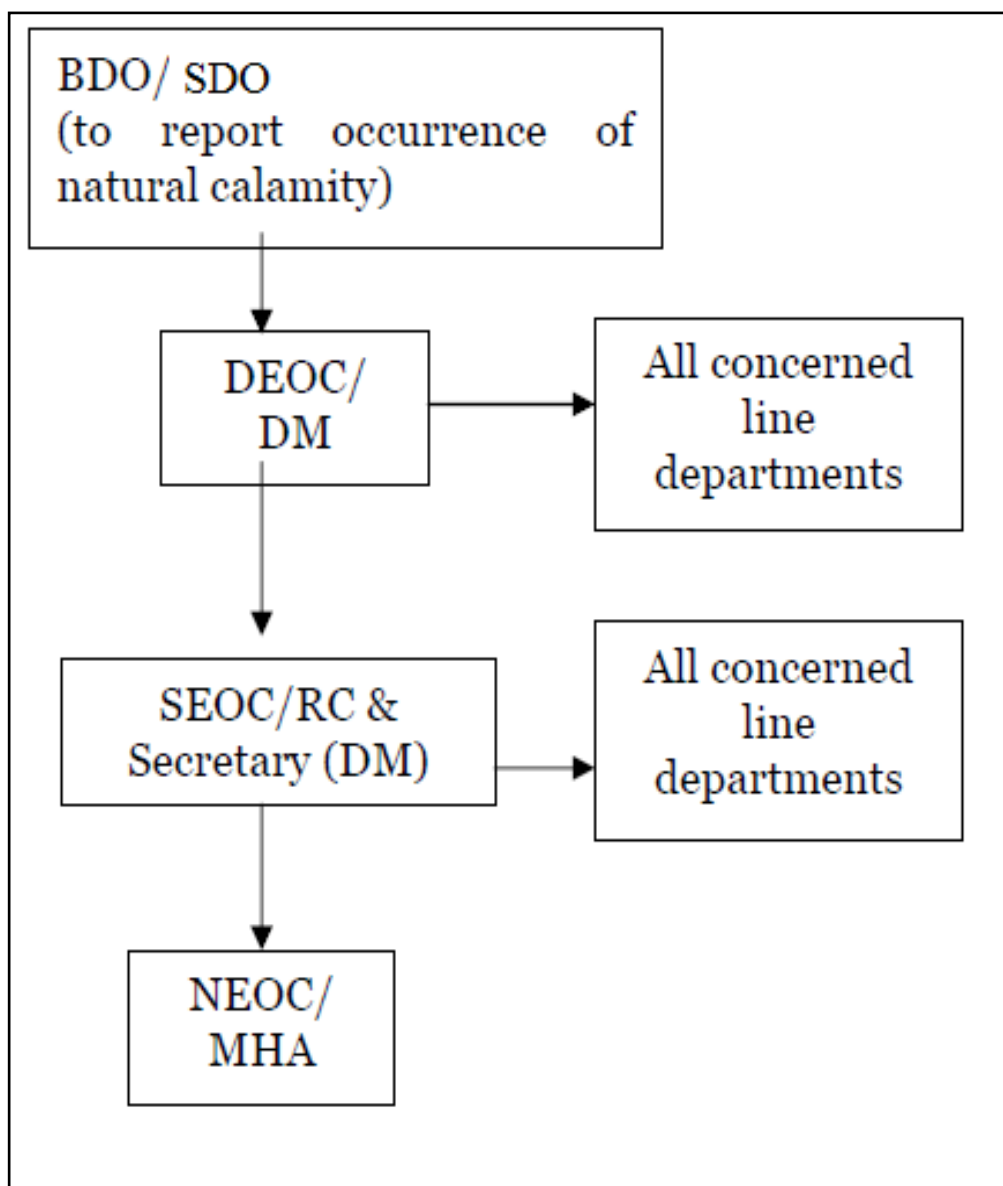 BDO/ SDO
(to report occurrence of
natural calamity)
DEOC/
DM
All concerned
line
departments
SEOC/RC &
Secretary (DM)
All concerned
line
departments
NEOC/
MHA